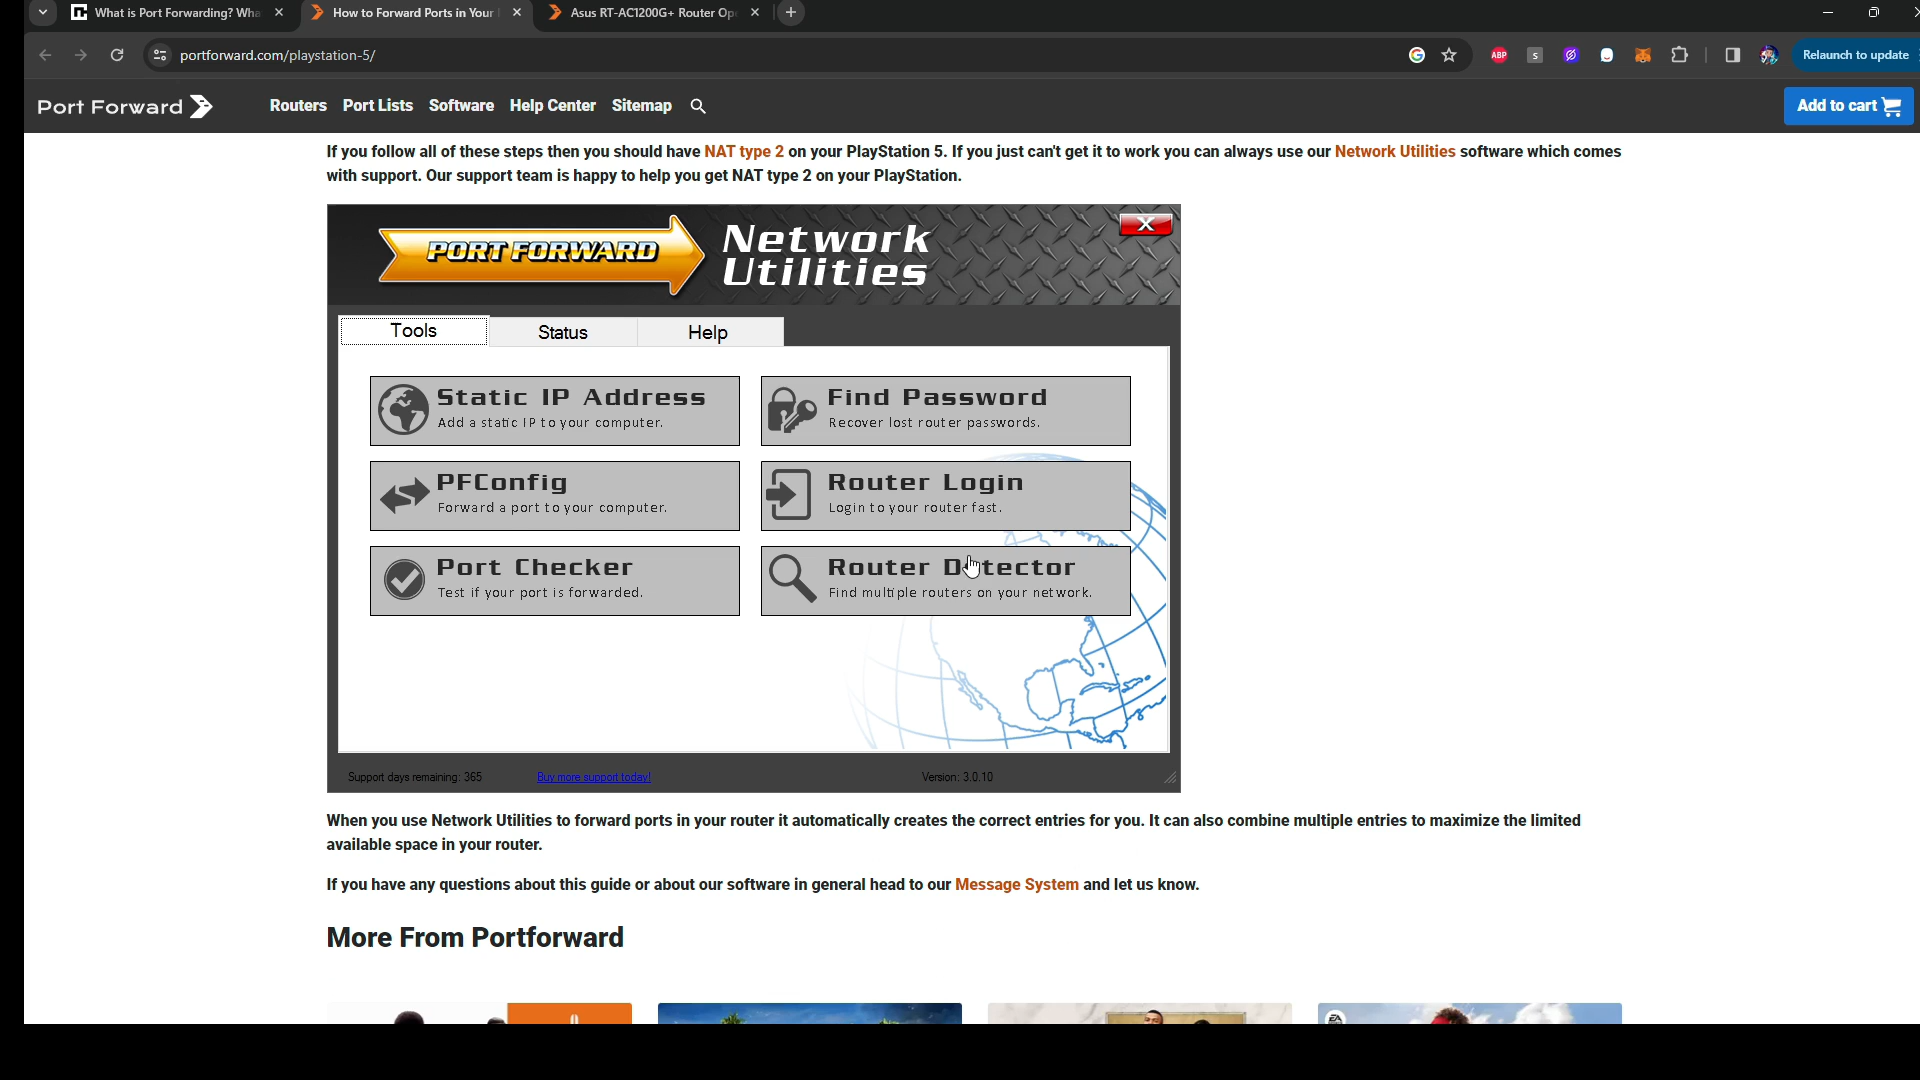 What is Port Forwarding? Wha
How to Forward Ports in Your
Asus RT-AC1200G+ Router Op
portforward.com/playstation-5/
ABP
s
Relaunch to update
Port Forward
Routers Port Lists Software Help Center Sitemap
Add to cart
If you follow all of these steps then you should have NAT type 2 on your PlayStation 5. If you just can't get it to work you can always use our Network Utilities software which comes
with support. Our support team is happy to help you get NAT type 2 on your PlayStation.
PORT FORWARD
Network
Utilities
X
Tools
Status
Help
Static IP Address
Add a static IP to your computer.
Find Password
Recover lost router passwords.
PFConfig
Forward a port to your computer.
Router Login
Login to your router fast.
Port Checker
Test if your port is forwarded.
Router Detector
Find multiple routers on your network.
Support days remaining: 365
Buy more support today!
Version: 3.0.10
When you use Network Utilities to forward ports in your router it automatically creates the correct entries for you. It can also combine multiple entries to maximize the limited
available space in your router.
If you have any questions about this guide or about our software in general head to our Message System and let us know.
More From Portforward
EA